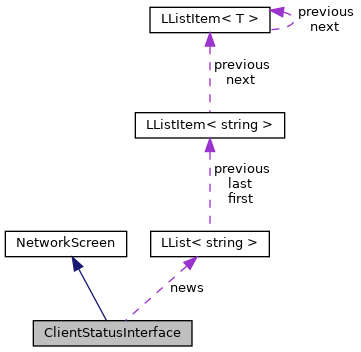 LListItem< T >
previous
next
previous
next
LListItem< string >
previous
last
first
NetworkScreen
LList< string >
news
ClientStatusInterface